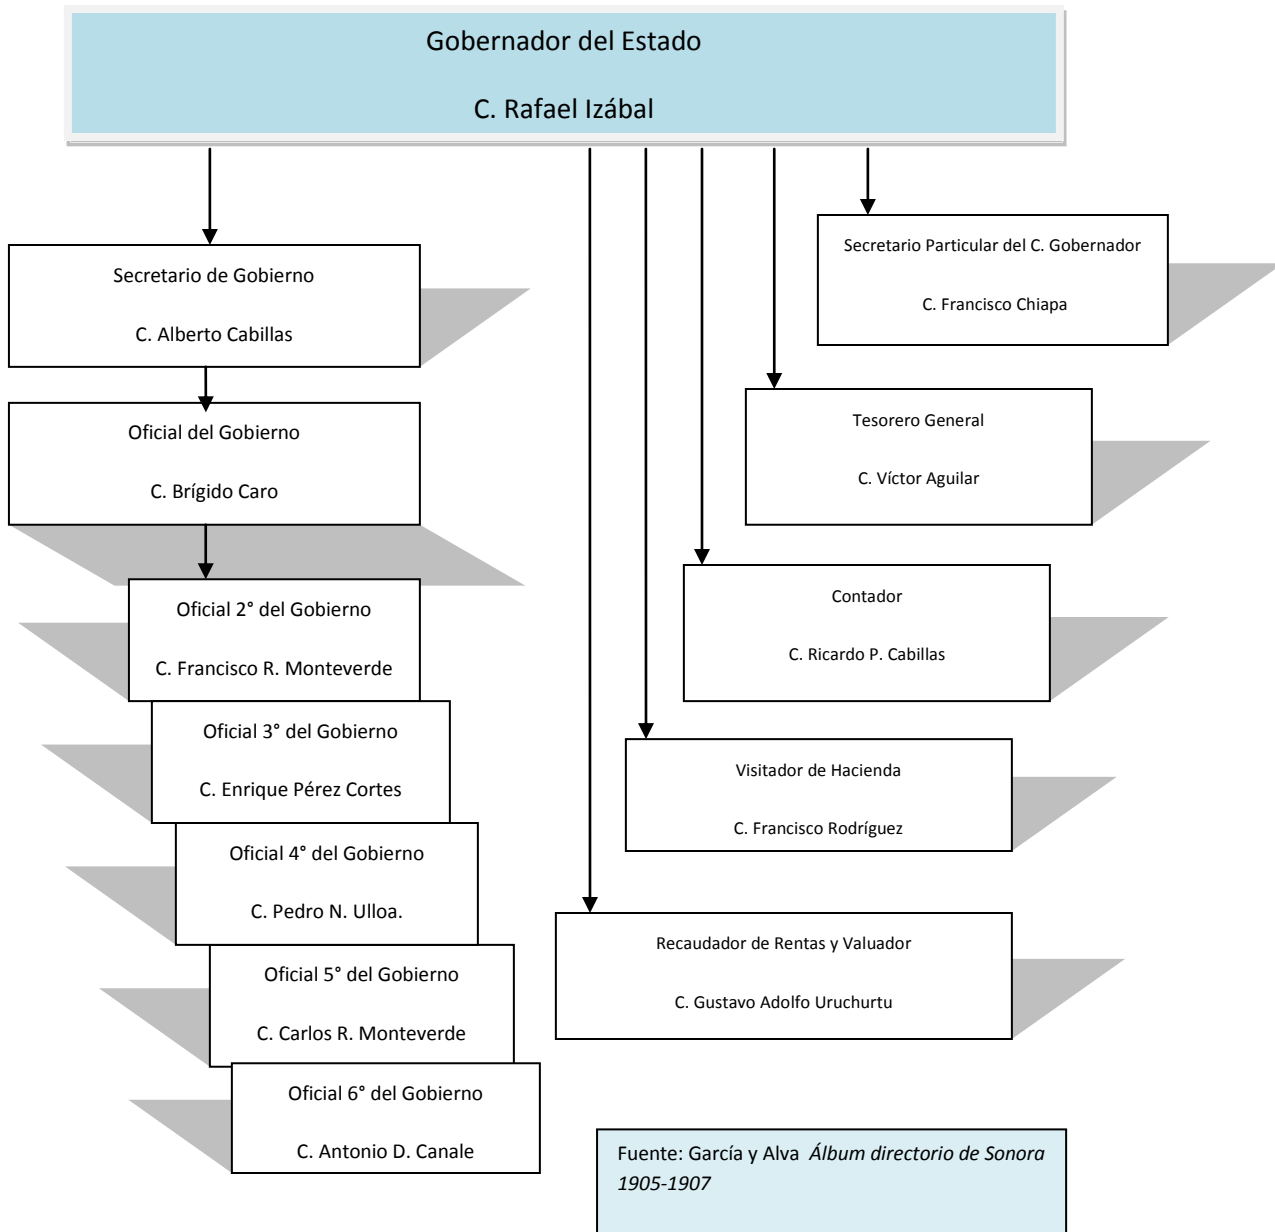 Gobernador del Estado
C. Rafael Izábal
Secretario de Gobierno
C. Alberto Cabillas
Oficial del Gobierno
C. Brígido Caro
Oficial 2° del Gobierno
C. Francisco R. Monteverde
Oficial 3° del Gobierno
C. Enrique Pérez Cortes
Oficial 4° del Gobierno
C. Pedro N. Ulloa.
Oficial 5° del Gobierno
C. Carlos R. Monteverde
Oficial 6° del Gobierno
C. Antonio D. Canale
Secretario Particular del C. Gobernador
C. Francisco Chiapa
Tesorero General
C. Víctor Aguilar
Contador
C. Ricardo P. Cabillas
Visitador de Hacienda
C. Francisco Rodríguez
Recaudador de Rentas y Valuador
C. Gustavo Adolfo Uruchurtu
Fuente: García y Alva Álbum directorio de Sonora
1905-1907